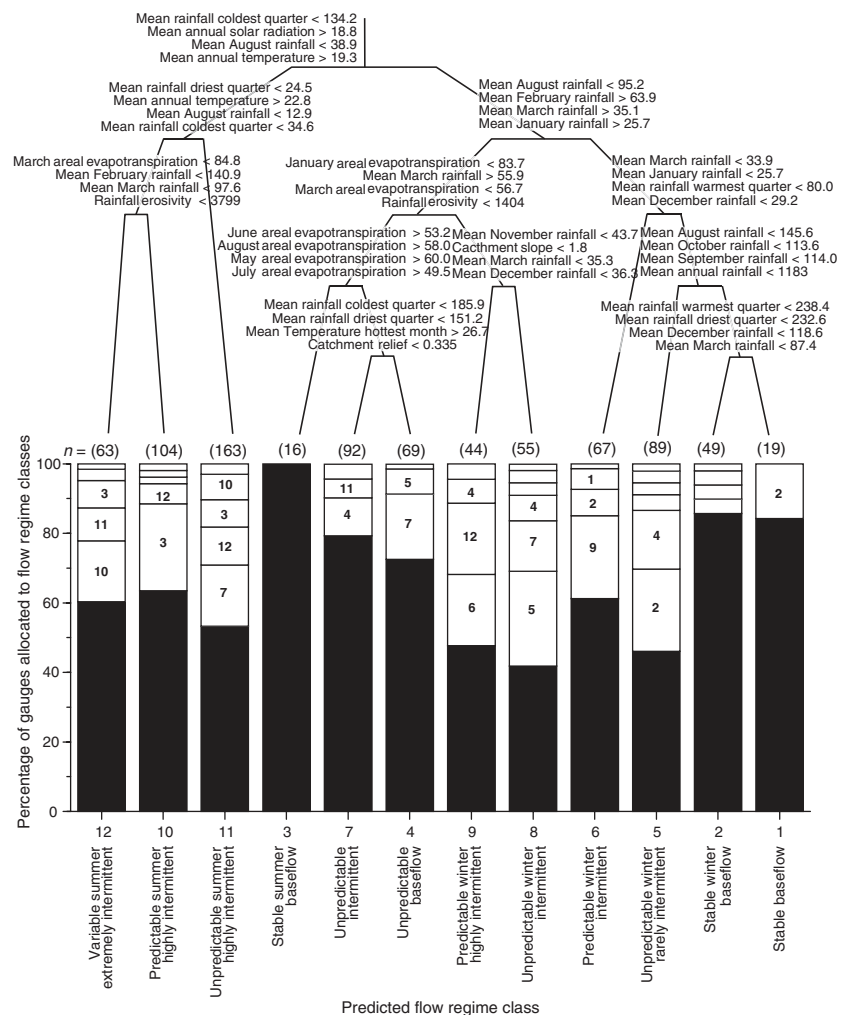 Mean rainfall coldest quarter < 134.2
Mean annual solar radiation > 18.8
Mean August rainfall < 38.9
Mean annual temperature > 19.3
Mean rainfall driest quarter < 24.5
Mean annual temperature > 22.8
Mean August rainfall < 12.9
Mean rainfall coldest quarter < 34.6
Mean August rainfall < 95.2
Mean February rainfall > 63.9
Mean March rainfall > 35.1
Mean January rainfall > 25.7
March areal evapotranspiration < 84.8
Mean February rainfall < 140.9
Mean March rainfall < 97.6
Rainfall erosivity < 3799
January areal evapotranspiration < 83.7
Mean March rainfall > 55.9
March areal evapotranspiration < 56.7
Rainfall erosivity < 1404
Mean March rainfall < 33.9
Mean January rainfall < 25.7
Mean rainfall warmest quarter < 80.0
Mean December rainfall < 29.2
June areal evapotranspiration > 53.2
August areal evapotranspiration > 58.0
May areal evapotranspiration > 60.0
July areal evapotranspiration > 49.5
Mean November rainfall < 43.7
Cacthment slope < 1.8
Mean March rainfall < 35.3
Mean December rainfall < 36.3
Mean August rainfall < 145.6
Mean October rainfall < 113.6
Mean September rainfall < 114.0
Mean annual rainfall < 1183
Mean rainfall coldest quarter < 185.9
Mean rainfall driest quarter < 151.2
Mean Temperature hottest month > 26.7
Catchment relief < 0.335
Mean rainfall warmest quarter < 238.4
Mean rainfall driest quarter < 232.6
Mean December rainfall < 118.6
Mean March rainfall < 87.4
n = (63) (104) (163) (16) (92) (69) (44) (55) (67) (89) (49) (19)
Percentage of gauges allocated to flow regime classes
100
80
60
40
20
0
3
11
10
12
3
10
3
12
7
11
4
5
7
4
12
6
4
7
5
1
2
9
4
2
2
12 10 11 3 7 4 9 8 6 5 2 1
Variable summer
extremely intermittent
Predictable summer
highly intermittent
Unpredictable summer
highly intermittent
Stable summer
baseflow
Unpredictable
intermittent
Unpredictable
baseflow
Predictable winter
highly intermittent
Unpredictable winter
intermittent
Predictable winter
intermittent
Unpredictable winter
rarely intermittent
Stable winter
baseflow
Stable baseflow
Predicted flow regime class